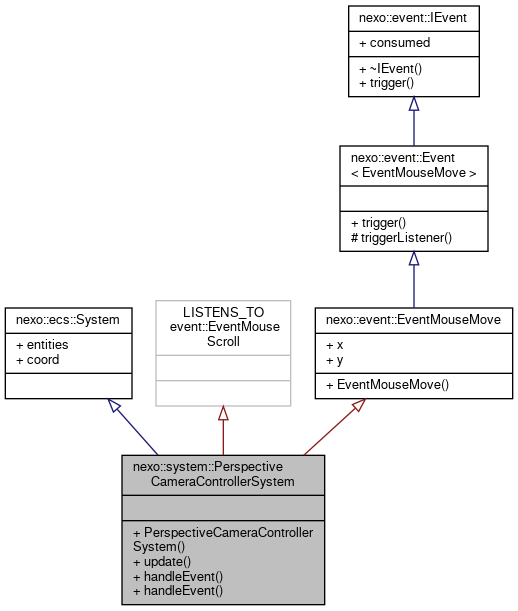 nexo::event::IEvent
+ consumed
+ ~IEvent()
+ trigger()
nexo::event::Event
< EventMouseMove >
+ trigger()
# triggerListener()
nexo::ecs::System
+ entities
+ coord
LISTENS_TO
event::EventMouse
Scroll
nexo::event::EventMouseMove
+ x
+ y
+ EventMouseMove()
nexo::system::Perspective
CameraControllerSystem
+ PerspectiveCameraController
System()
+ update()
+ handleEvent()
+ handleEvent()